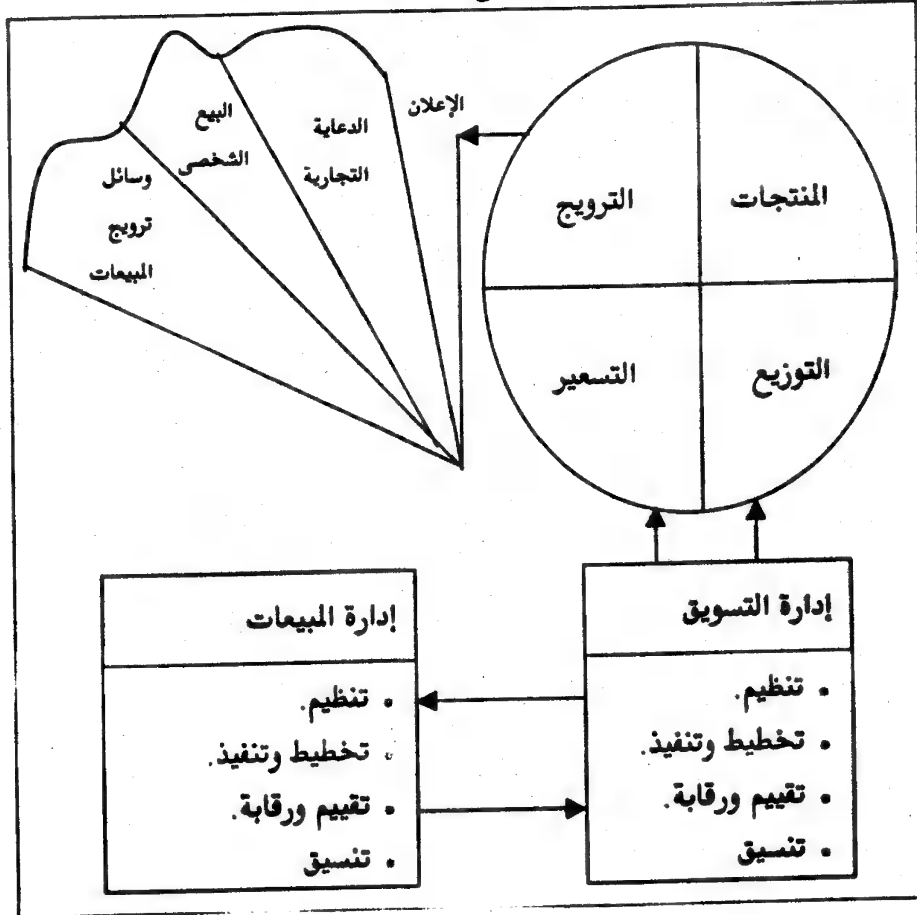 الإعلان
الدعاية
التجارية
البيع
الشخصى
وسائل
ترويج
المبيعات
المنتجات
الترويج
التوزيع
التسعير
إدارة التسويق
• تنظيم.
• تخطيط وتنفيذ.
• تقييم ورقابة.
• تنسيق
إدارة المبيعات
• تنظيم.
• تخطيط وتنفيذ.
• تقييم ورقابة.
• تنسيق